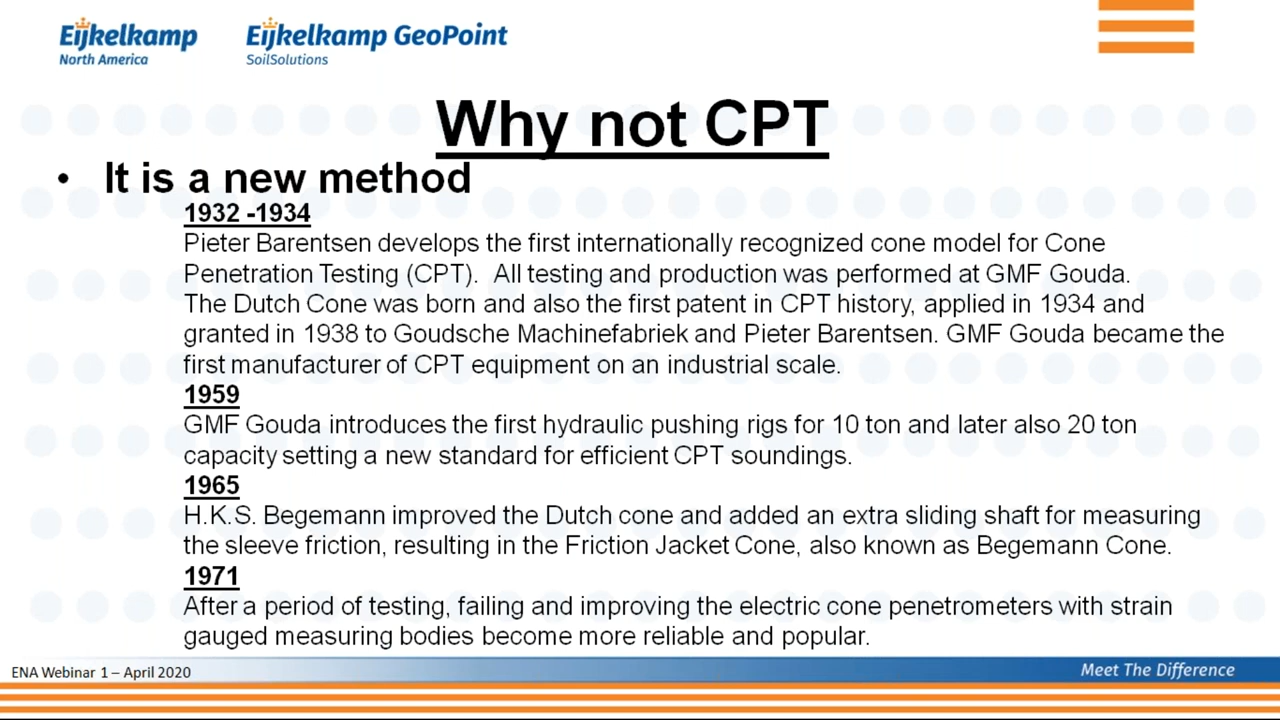 Eijkelkamp
North America
Eijkelkamp GeoPoint
SoilSolutions
Why not CPT
• It is a new method
1932 -1934
Pieter Barentsen develops the first internationally recognized cone model for Cone
Penetration Testing (CPT).  All testing and production was performed at GMF Gouda.
The Dutch Cone was born and also the first patent in CPT history, applied in 1934 and
granted in 1938 to Goudsche Machinefabriek and Pieter Barentsen. GMF Gouda became the
first manufacturer of CPT equipment on an industrial scale.
1959
GMF Gouda introduces the first hydraulic pushing rigs for 10 ton and later also 20 ton
capacity setting a new standard for efficient CPT soundings.
1965
H.K.S. Begemann improved the Dutch cone and added an extra sliding shaft for measuring
the sleeve friction, resulting in the Friction Jacket Cone, also known as Begemann Cone.
1971
After a period of testing, failing and improving the electric cone penetrometers with strain
gauged measuring bodies become more reliable and popular.
ENA Webinar 1 – April 2020
Meet The Difference